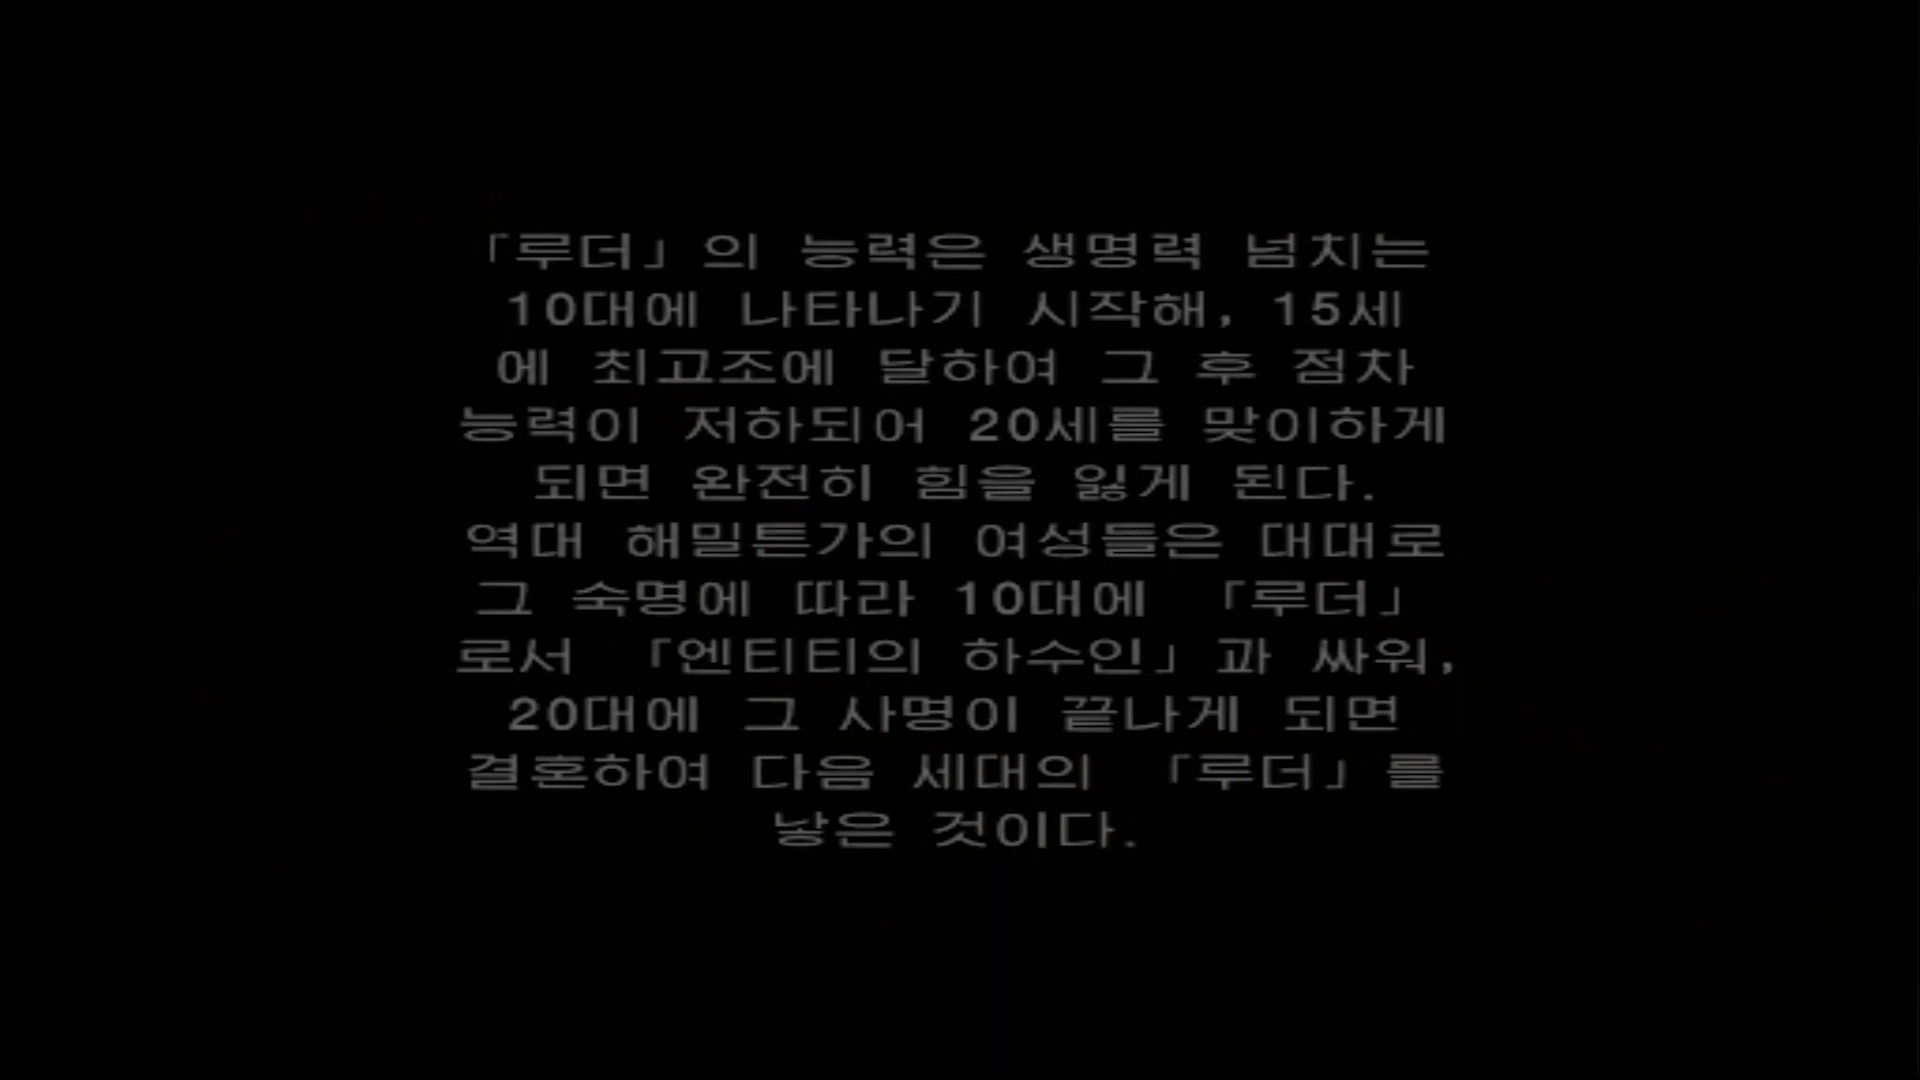 「루더」의 능력은 생명력 넘치는
10대에 나타나기 시작해, 15세
에 최고조에 달하여 그 후 점차
능력이 저하되어 20세를 맞이하게
되면 완전히 힘을 잃게 된다.
역대 해밀튼가의 여성들은 대대로
그 숙명에 따라 10대에 「루더」
로서 「엔티티의 하수인」과 싸워,
20대에 그 사명이 끝나게 되면
결혼하여 다음 세대의 「루더」를
낳은 것이다.